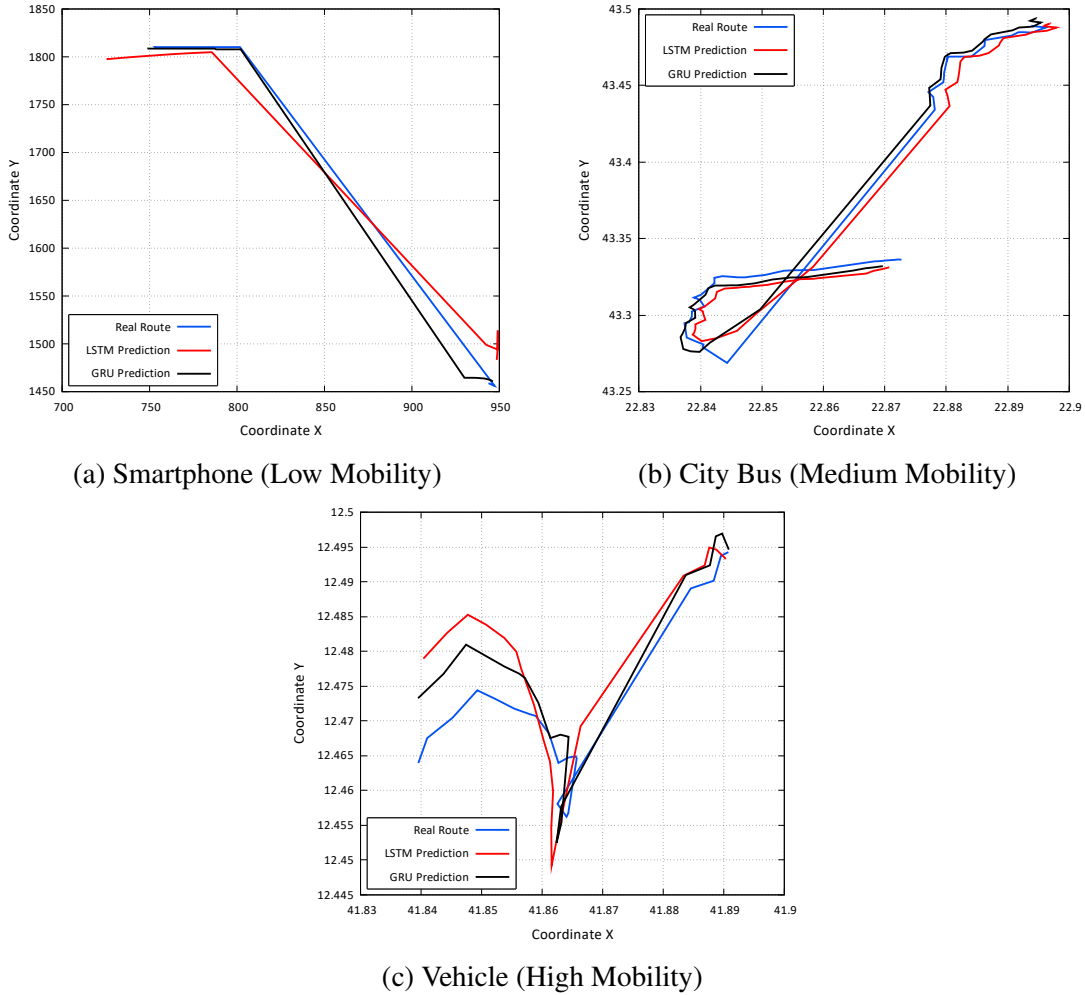 1850
1800
1750
1700
1650
1600
1550
1500
1450
Coordinate Y
Real Route
LSTM Prediction
GRU Prediction
700 750 800 850 900 950
Coordinate X
(a) Smartphone (Low Mobility)
43.5
43.45
43.4
43.35
43.3
43.25
Coordinate Y
Real Route
LSTM Prediction
GRU Prediction
22.83 22.84 22.85 22.86 22.87 22.88 22.89 22.9
Coordinate X
(b) City Bus (Medium Mobility)
12.5
12.495
12.49
12.485
12.48
12.475
12.47
12.465
12.46
12.455
12.45
12.445
Coordinate Y
Real Route
LSTM Prediction
GRU Prediction
41.83 41.84 41.85 41.86 41.87 41.88 41.89 41.9
Coordinate X
(c) Vehicle (High Mobility)